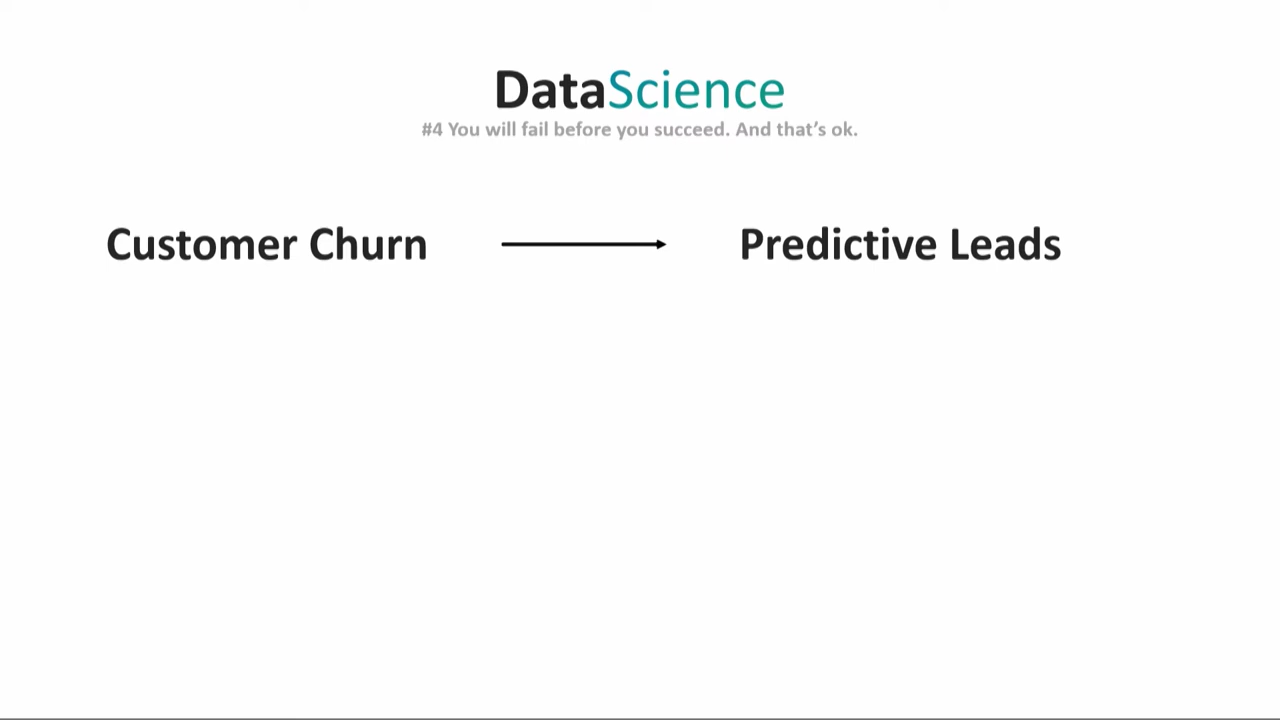 DataScience
#4 You will fail before you succeed. And that's ok.
Customer Churn
Predictive Leads